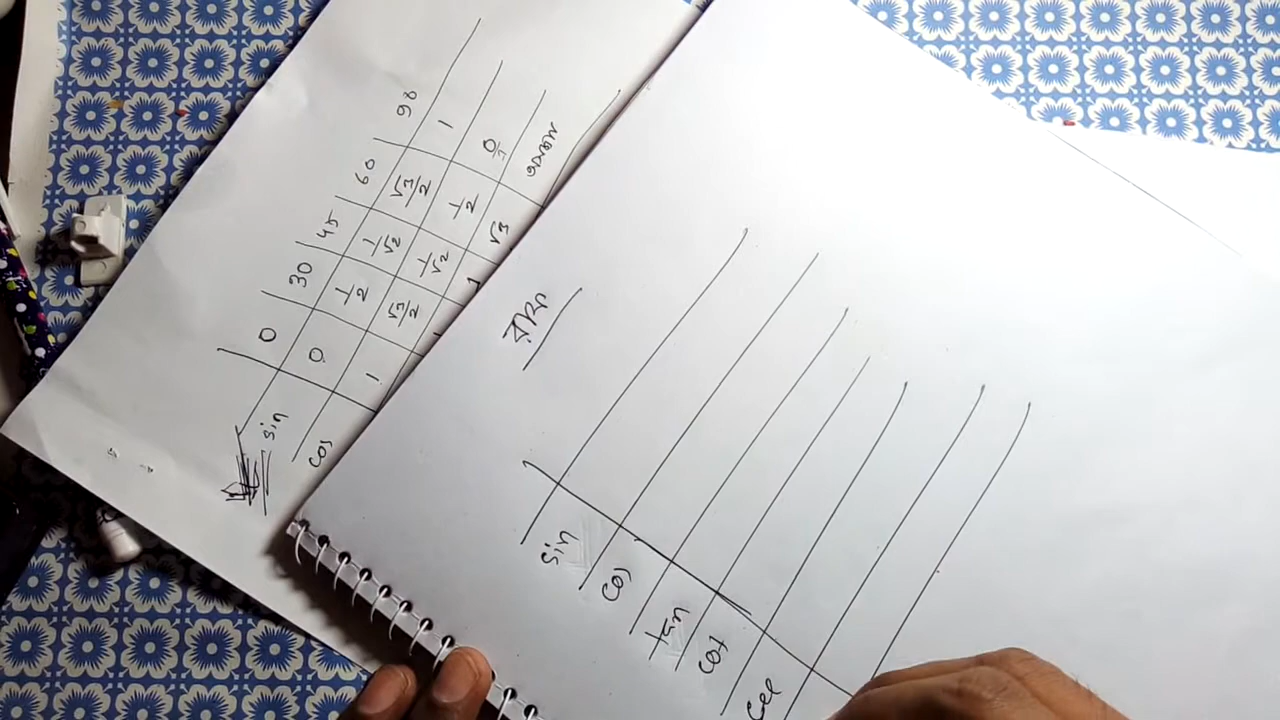 0 30 45 60 90
sin 0 1/2 1/√2 √3/2 1
cos 1 √3/2 1/√2 1/2 0
1 √3
sin
cos
tan
cot